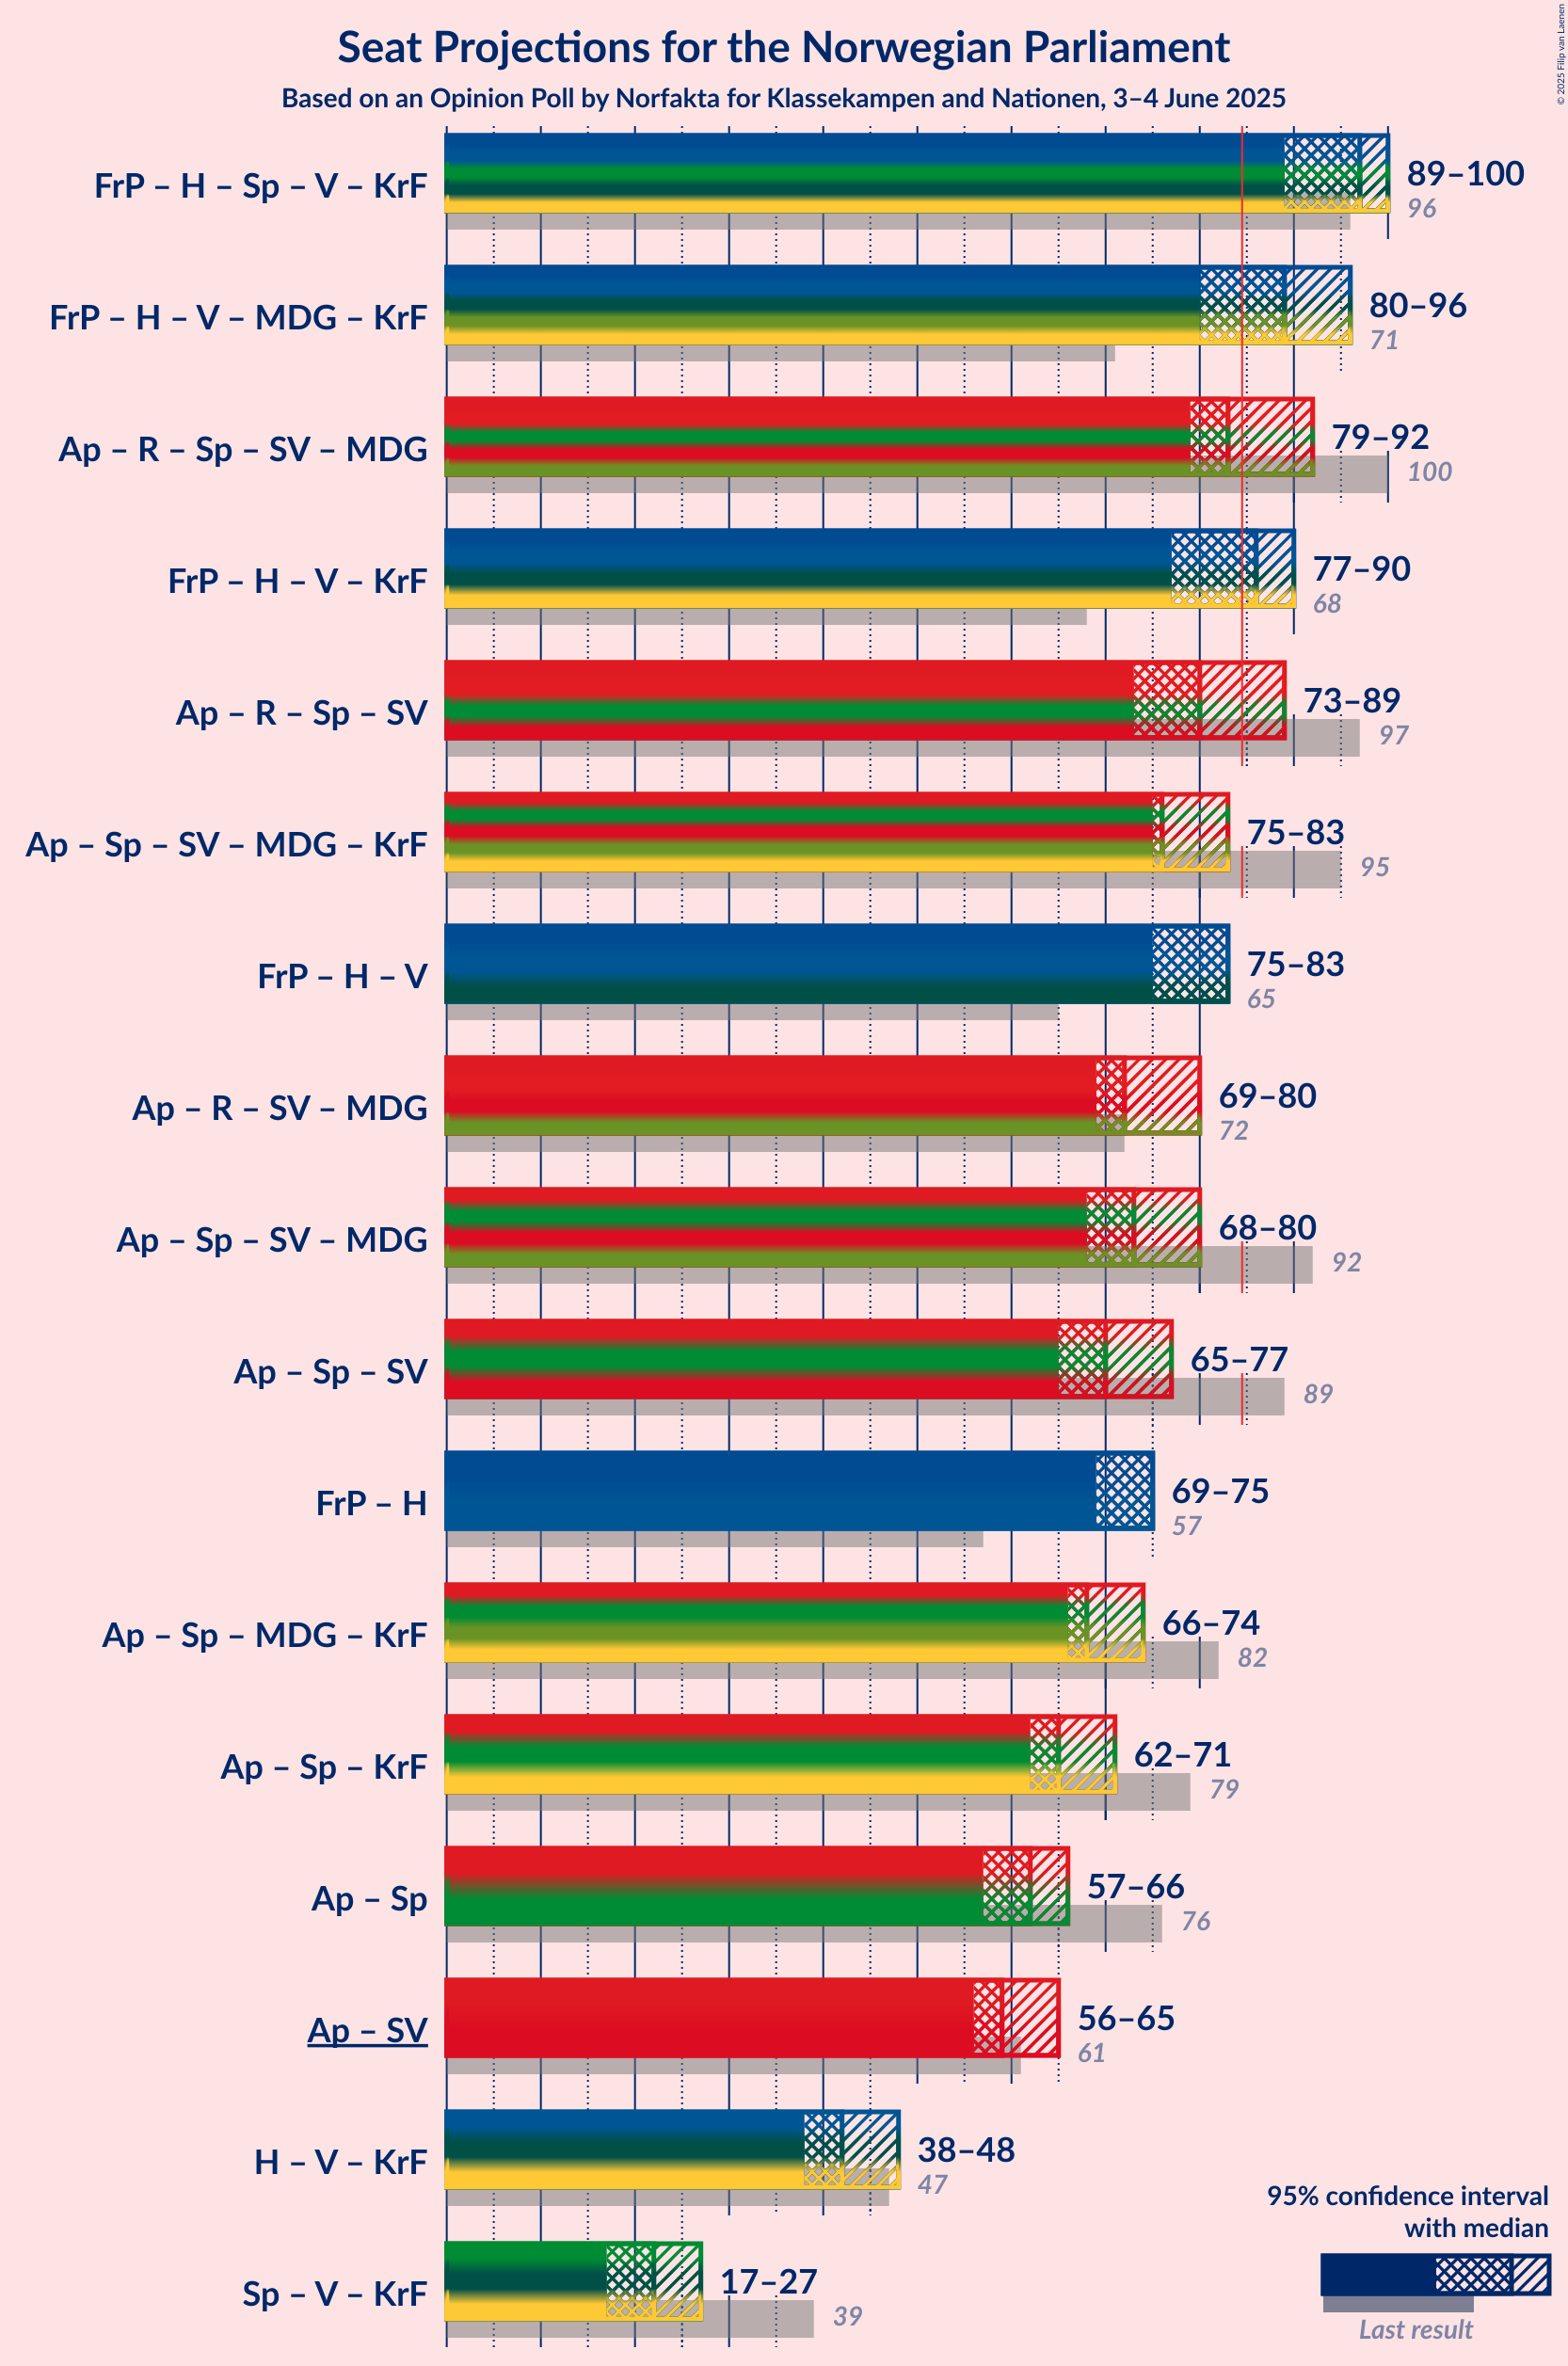 Seat Projections for the Norwegian Parliament
Based on an Opinion Poll by Norfakta for Klassekampen and Nationen, 3–4 June 2025
© 2025 Filip van Laenen
FrP – H – Sp – V – KrF
89–100
96
FrP – H – V – MDG – KrF
80–96
71
Ap – R – Sp – SV – MDG
79–92
100
FrP – H – V – KrF
77–90
68
Ap – R – Sp – SV
73–89
97
Ap – Sp – SV – MDG – KrF
75–83
95
FrP – H – V
75–83
65
Ap – R – SV – MDG
69–80
72
Ap – Sp – SV – MDG
68–80
92
Ap – Sp – SV
65–77
89
FrP – H
69–75
57
Ap – Sp – MDG – KrF
66–74
82
Ap – Sp – KrF
62–71
79
Ap – Sp
57–66
76
Ap – SV
56–65
61
H – V – KrF
38–48
47
Sp – V – KrF
17–27
39
95% confidence interval
with median
Last result